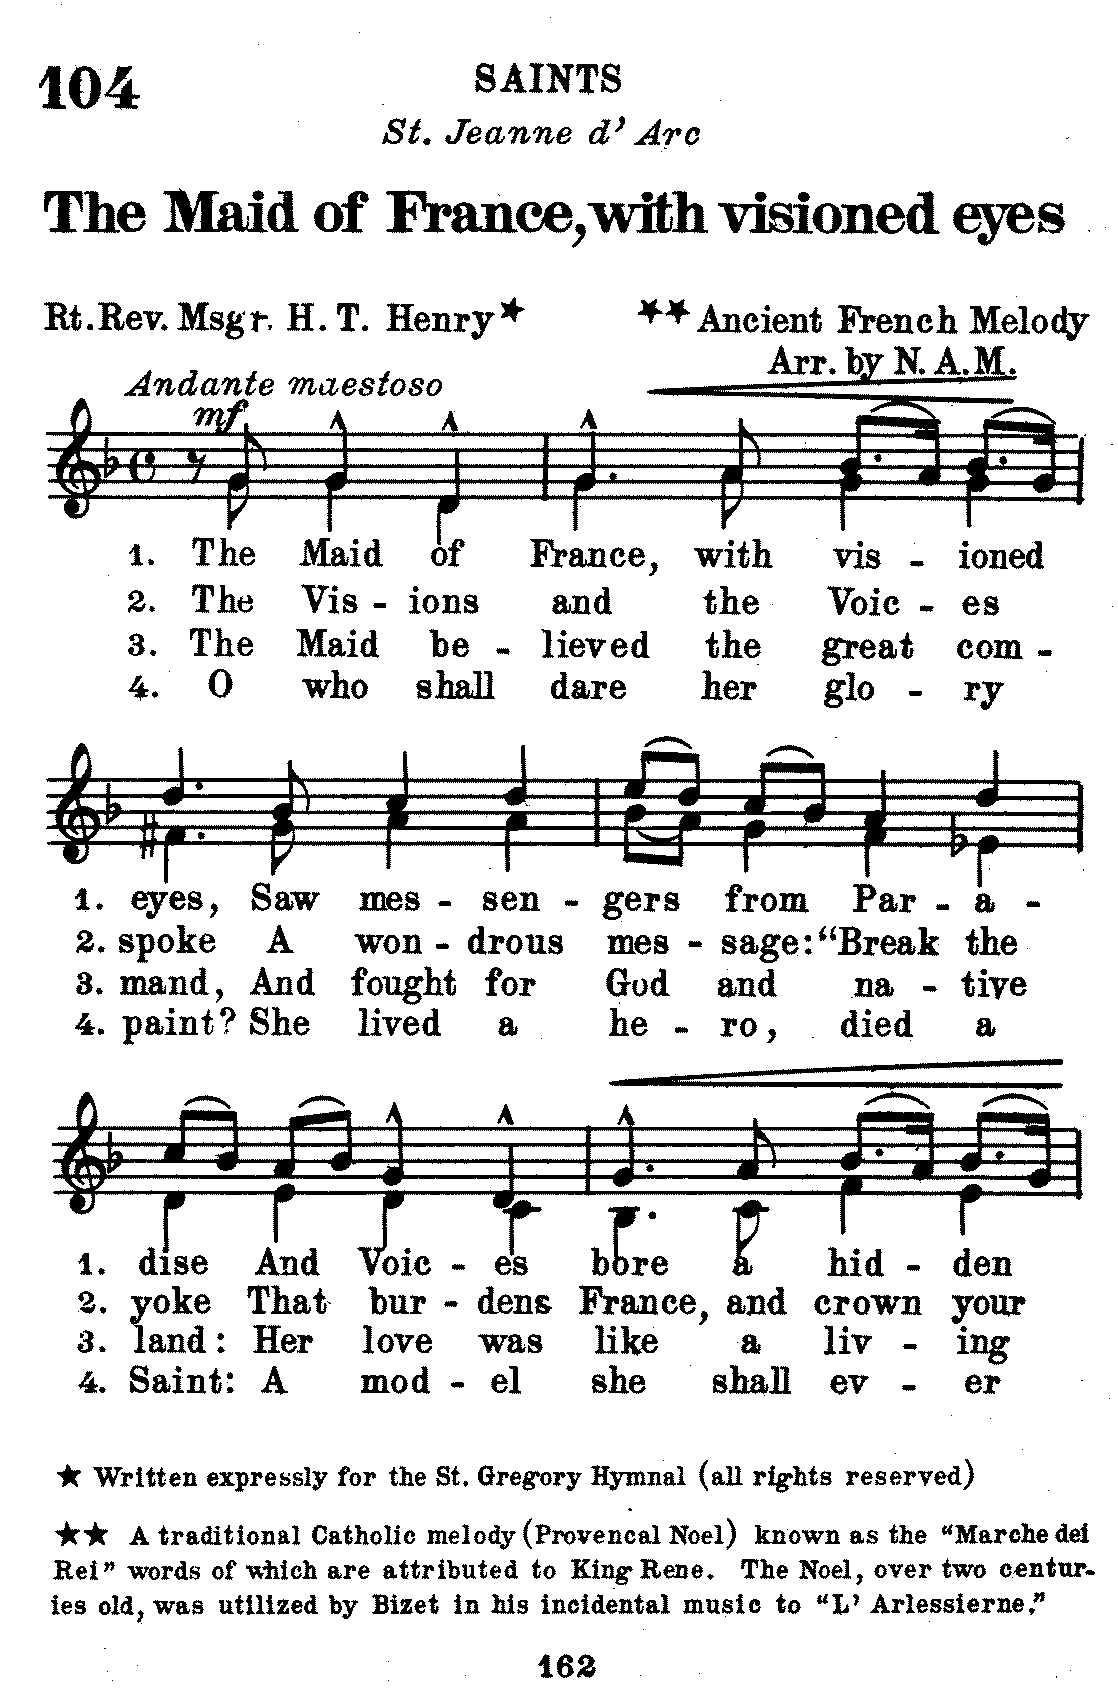 104
SAINTS
St. Jeanne d' Arc
The Maid of France, with visioned eyes
Rt. Rev. Msgr. H. T. Henry★
★★ Ancient French Melody
Arr. by N. A. M.
Andante maestoso
mf
1. The Maid of France, with vis - ioned
2. The Vis - ions and the Voic - es
3. The Maid be - lieved the great com -
4. O who shall dare her glo - ry
1. eyes, Saw mes - sen - gers from Par - a -
2. spoke A won - drous mes - sage: “Break the
3. mand, And fought for God and na - tive
4. paint? She lived a he - ro, died a
1. dise And Voic - es bore a hid - den
2. yoke That bur - dens France, and crown your
3. land: Her love was like a liv - ing
4. Saint: A mod - el she shall ev - er
★ Written expressly for the St. Gregory Hymnal (all rights reserved)
★★ A traditional Catholic melody (Provencal Noel) known as the “Marche dei
Rei” words of which are attributed to King Rene. The Noel, over two centur-
ies old, was utilized by Bizet in his incidental music to “L' Arlessierne.”
162